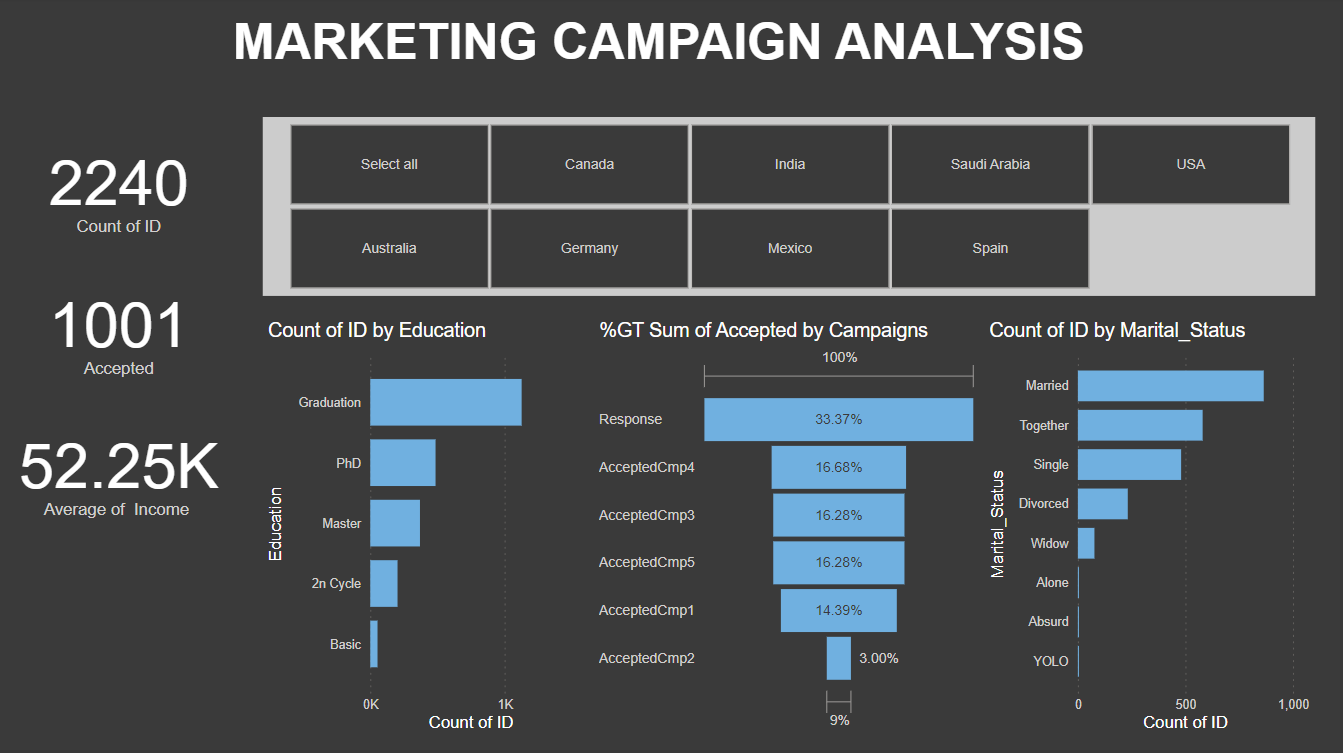 MARKETING CAMPAIGN ANALYSIS
2240
Count of ID
1001
Accepted
52.25K
Average of Income
Select all
Canada
India
Saudi Arabia
USA
Australia
Germany
Mexico
Spain
Count of ID by Education
Education
Graduation
PhD
Master
2n Cycle
Basic
0K
1K
Count of ID
%GT Sum of Accepted by Campaigns
100%
Response
33.37%
AcceptedCmp4
16.68%
AcceptedCmp3
16.28%
AcceptedCmp5
16.28%
AcceptedCmp1
14.39%
AcceptedCmp2
3.00%
9%
Count of ID by Marital_Status
Marital_Status
Married
Together
Single
Divorced
Widow
Alone
Absurd
YOLO
0
500
1,000
Count of ID